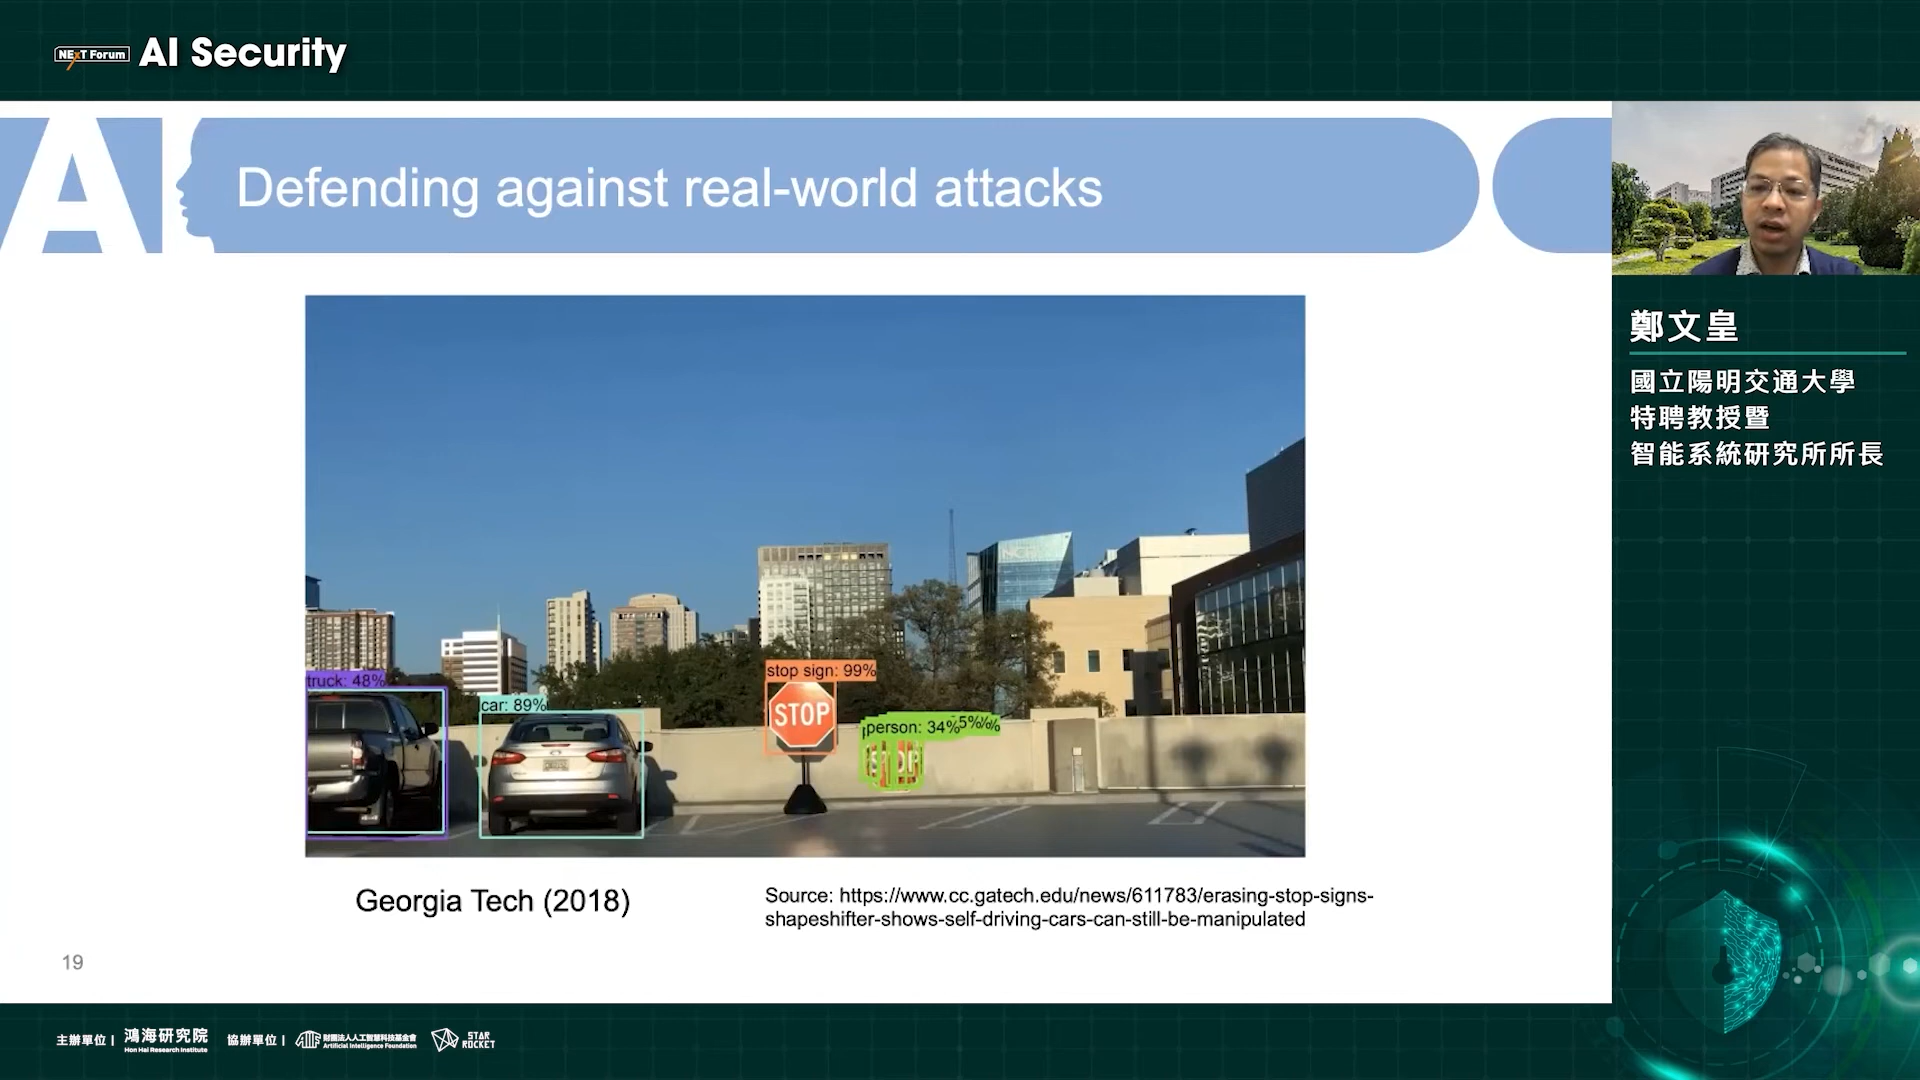 NExT Forum AI Security
AI
Defending against real-world attacks
truck: 48%
car: 89%
stop sign: 99%
STOP
person: 34%
5%
NCR
Georgia Tech (2018)
Source: https://www.cc.gatech.edu/news/611783/erasing-stop-signs-
shapeshifter-shows-self-driving-cars-can-still-be-manipulated
19
鄭文皇
國立陽明交通大學
特聘教授暨
智能系統研究所所長
主辦單位 |
鴻海研究院
Hon Hai Research Institute
協辦單位 |
財團法人人工智慧科技基金會
Artificial Intelligence Foundation
STAR
ROCKET